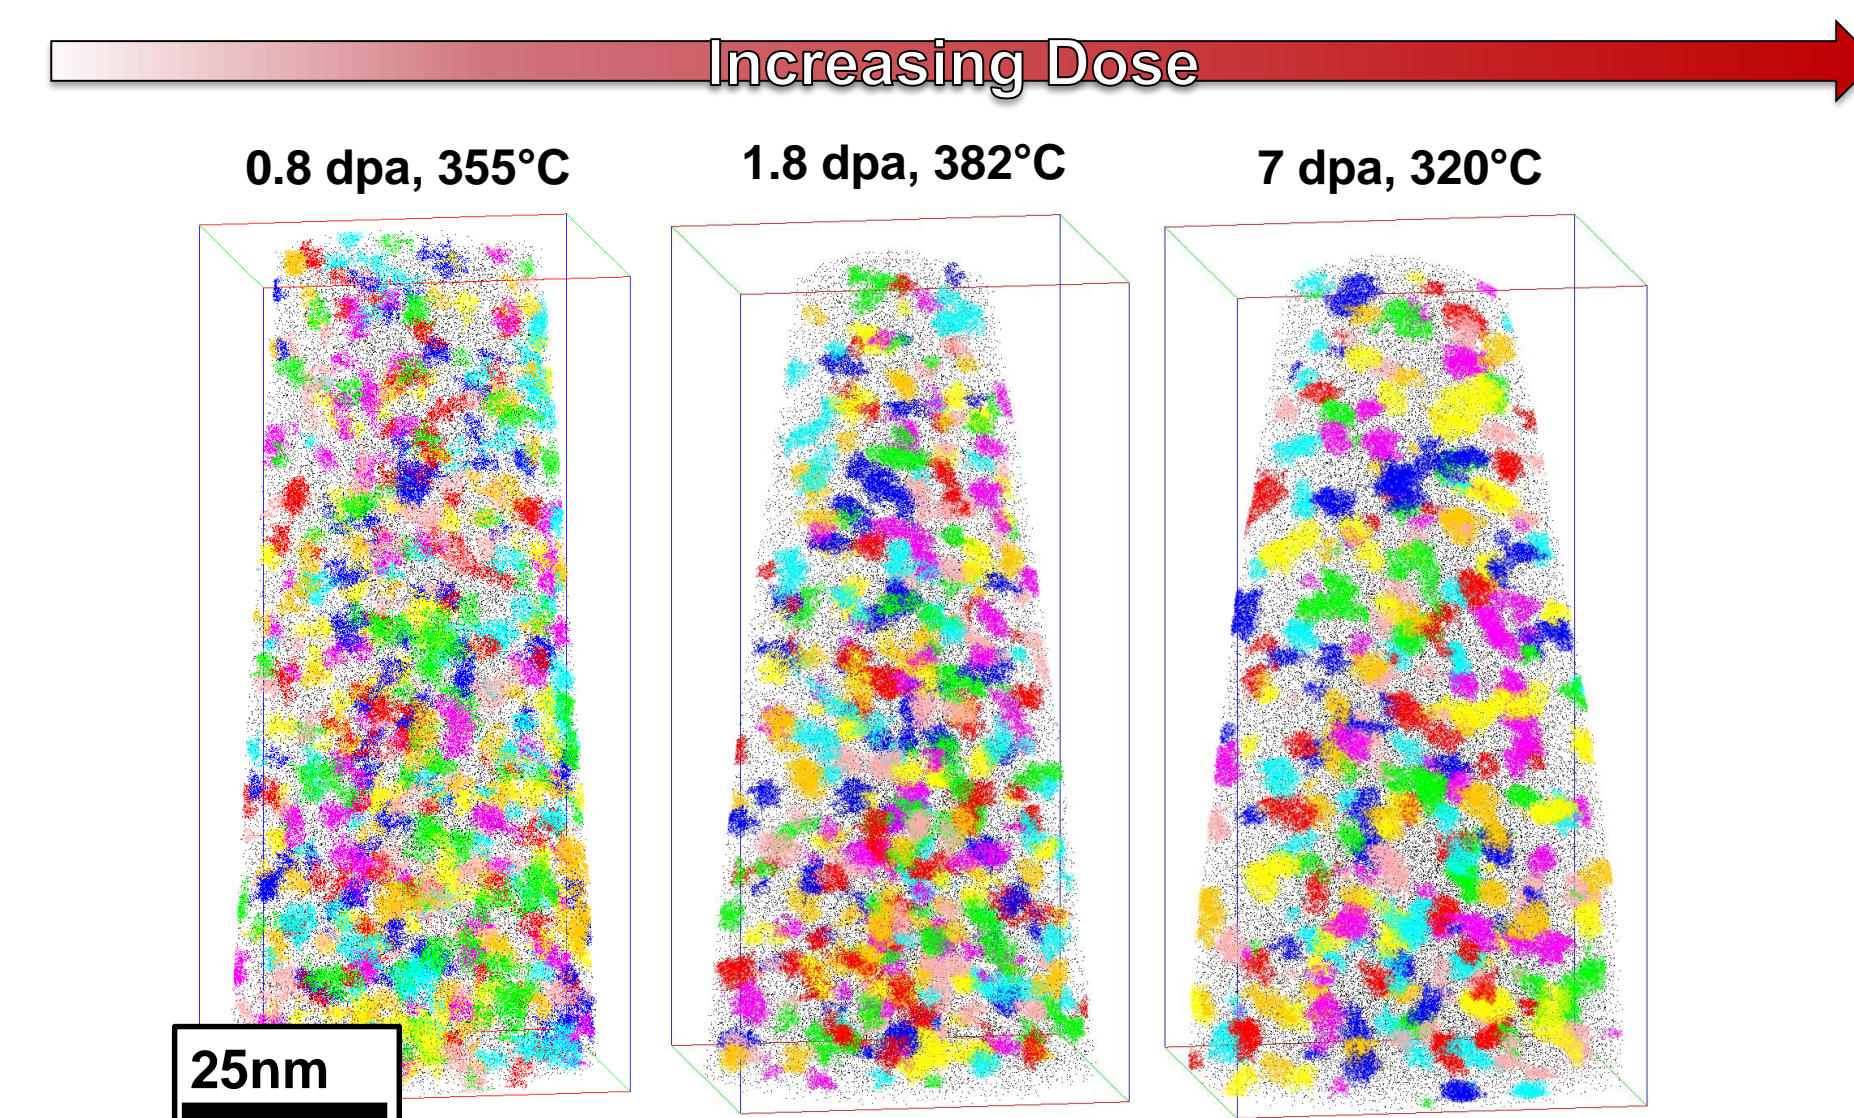 Increasing Dose
0.8 dpa, 355°C
1.8 dpa, 382°C
7 dpa, 320°C
25nm